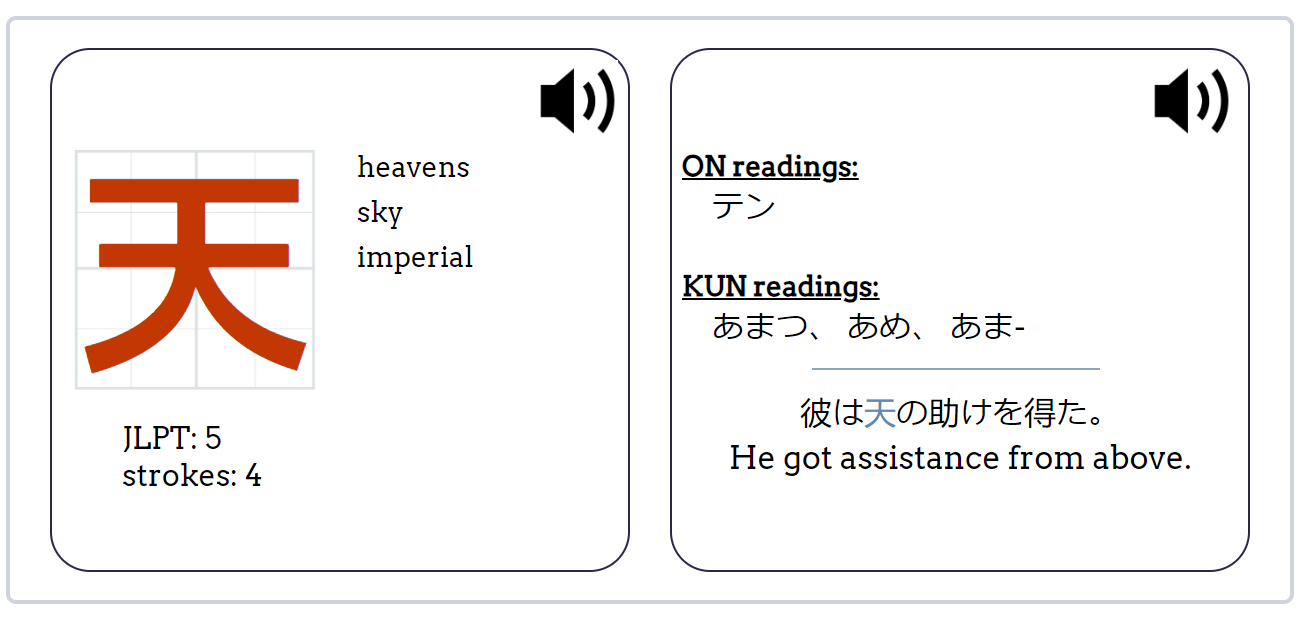 天
heavens
sky
imperial
JLPT: 5
strokes: 4
ON readings:
テン
KUN readings:
あまつ、 あめ、 あま-
彼は天の助けを得た。
He got assistance from above.